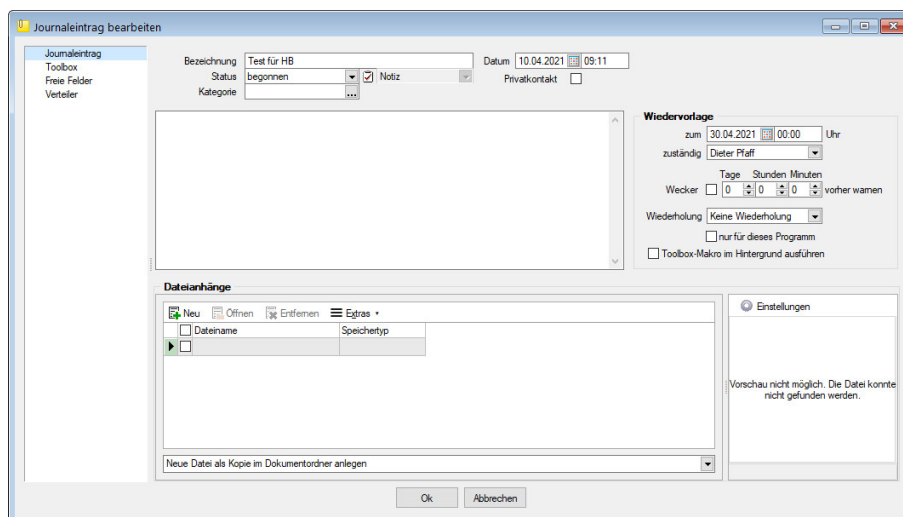 Journaleintrag bearbeiten
Journaleintrag
Toolbox
Freie Felder
Verteiler
Bezeichnung Test für HB Datum 10.04.2021 09:11
Status begonnen Notiz Privatkontakt
Kategorie ...
Wiedervorlage
zum 30.04.2021 00:00 Uhr
zuständig Dieter Pfaff
Tage Stunden Minuten
Wecker 0 0 0 vorher warnen
Wiederholung Keine Wiederholung
nur für dieses Programm
Toolbox-Makro im Hintergrund ausführen
Dateianhänge
Neu Öffnen Entfernen Extras
Dateiname Speichertyp
Neue Datei als Kopie im Dokumentordner anlegen
Einstellungen
Vorschau nicht möglich. Die Datei konnte
nicht gefunden werden.
Ok Abbrechen